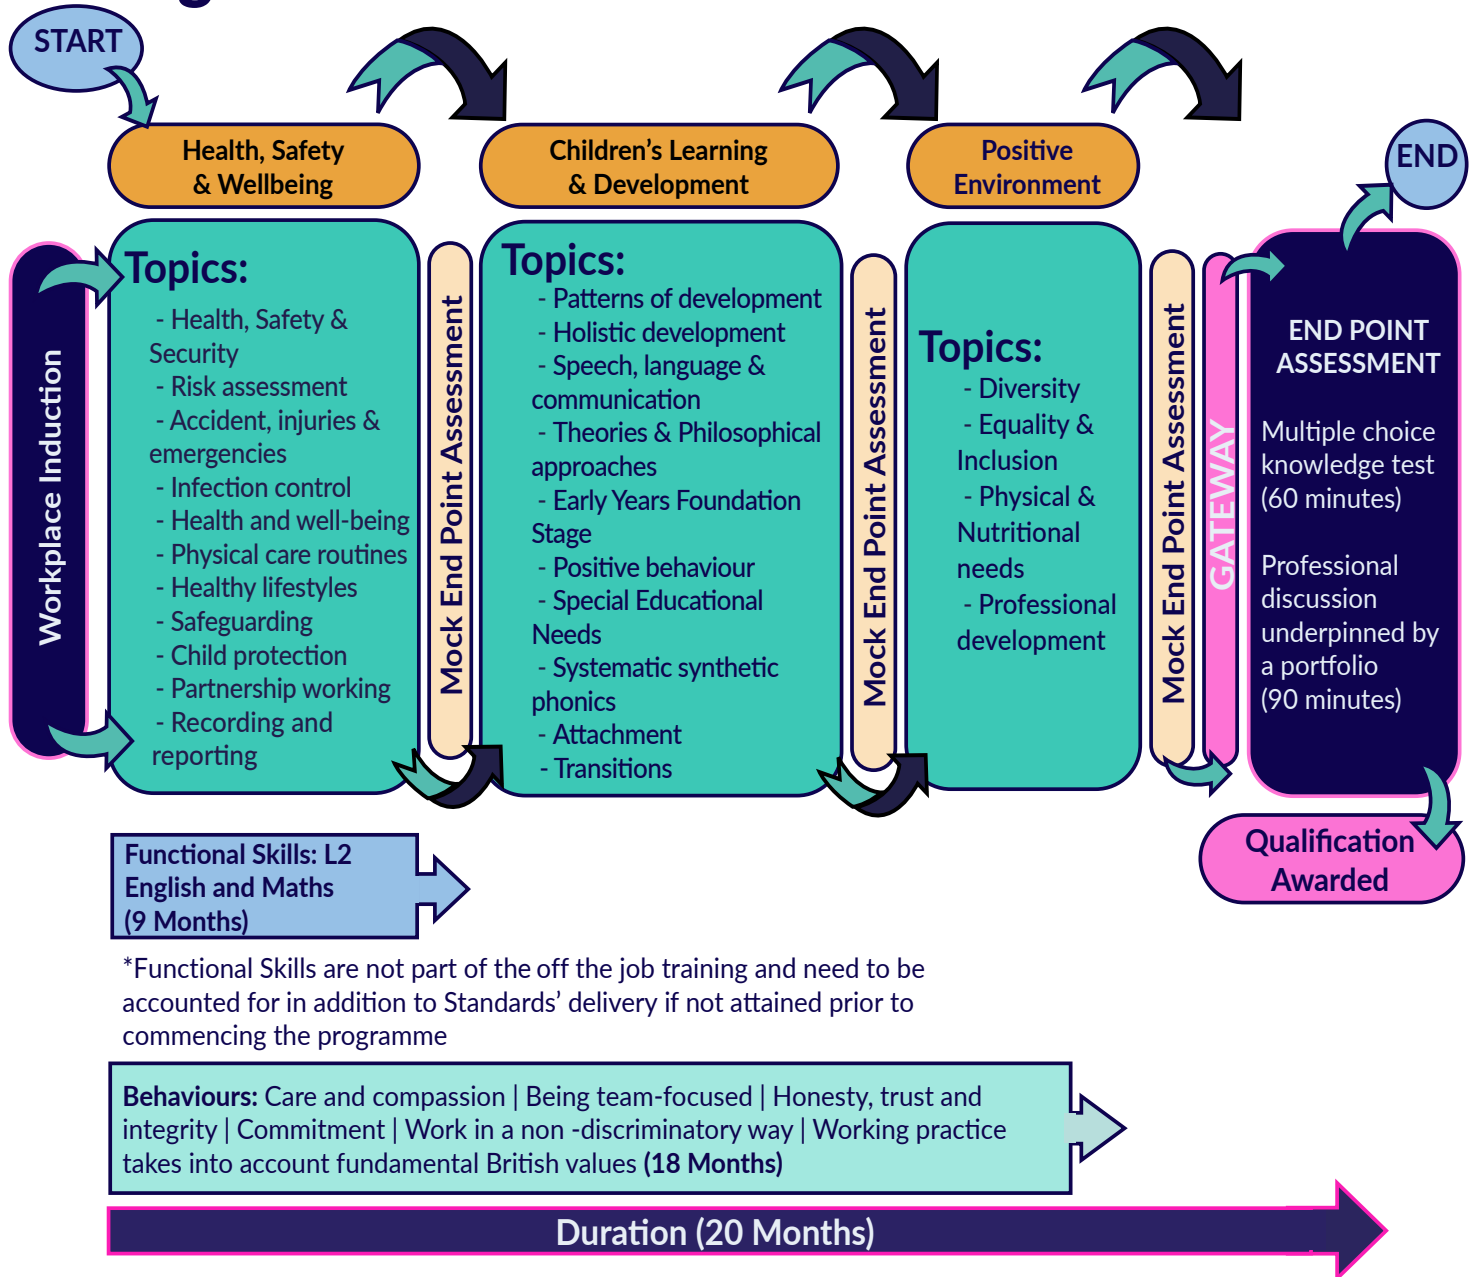 START
Health, Safety
& Wellbeing
Children’s Learning
& Development
Positive
Environment
END
Workplace Induction
Topics:
- Health, Safety &
Security
- Risk assessment
- Accident, injuries &
emergencies
- Infection control
- Health and well-being
- Physical care routines
- Healthy lifestyles
- Safeguarding
- Child protection
- Partnership working
- Recording and
reporting
Mock End Point Assessment
Topics:
- Patterns of development
- Holistic development
- Speech, language &
communication
- Theories & Philosophical
approaches
- Early Years Foundation
Stage
- Positive behaviour
- Special Educational
Needs
- Systematic synthetic
phonics
- Attachment
- Transitions
Mock End Point Assessment
Topics:
- Diversity
- Equality &
Inclusion
- Physical &
Nutritional
needs
- Professional
development
Mock End Point Assessment
GATEWAY
END POINT
ASSESSMENT
Multiple choice
knowledge test
(60 minutes)
Professional
discussion
underpinned by
a portfolio
(90 minutes)
Qualification
Awarded
Functional Skills: L2
English and Maths
(9 Months)
*Functional Skills are not part of the off the job training and need to be
accounted for in addition to Standards’ delivery if not attained prior to
commencing the programme
Behaviours: Care and compassion | Being team-focused | Honesty, trust and
integrity | Commitment | Work in a non -discriminatory way | Working practice
takes into account fundamental British values (18 Months)
Duration (20 Months)